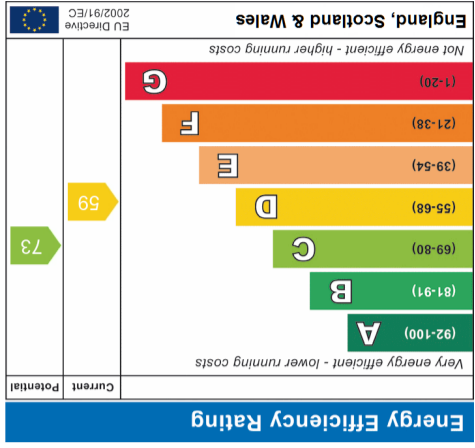 Energy Efficiency Rating
Current Potential
Very energy efficient - lower running costs
(92-100) A
(81-91) B
(69-80) C
(55-68) D
(39-54) E
(21-38) F
(1-20) G
59
73
Not energy efficient - higher running costs
England, Scotland & Wales
EU Directive
2002/91/EC